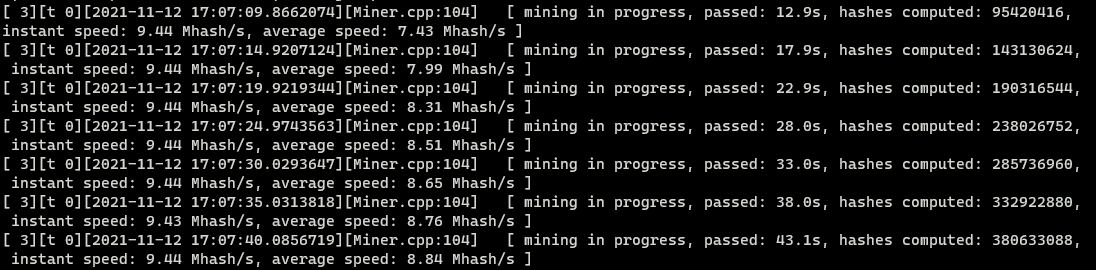 [ 3][t 0][2021-11-12 17:07:09.8662074][Miner.cpp:104]   [ mining in progress, passed: 12.9s, hashes computed: 95420416,
instant speed: 9.44 Mhash/s, average speed: 7.43 Mhash/s ]
[ 3][t 0][2021-11-12 17:07:14.9207124][Miner.cpp:104]   [ mining in progress, passed: 17.9s, hashes computed: 143130624,
 instant speed: 9.44 Mhash/s, average speed: 7.99 Mhash/s ]
[ 3][t 0][2021-11-12 17:07:19.9219344][Miner.cpp:104]   [ mining in progress, passed: 22.9s, hashes computed: 190316544,
 instant speed: 9.44 Mhash/s, average speed: 8.31 Mhash/s ]
[ 3][t 0][2021-11-12 17:07:24.9743563][Miner.cpp:104]   [ mining in progress, passed: 28.0s, hashes computed: 238026752,
 instant speed: 9.44 Mhash/s, average speed: 8.51 Mhash/s ]
[ 3][t 0][2021-11-12 17:07:30.0293647][Miner.cpp:104]   [ mining in progress, passed: 33.0s, hashes computed: 285736960,
 instant speed: 9.44 Mhash/s, average speed: 8.65 Mhash/s ]
[ 3][t 0][2021-11-12 17:07:35.0313818][Miner.cpp:104]   [ mining in progress, passed: 38.0s, hashes computed: 332922880,
 instant speed: 9.43 Mhash/s, average speed: 8.76 Mhash/s ]
[ 3][t 0][2021-11-12 17:07:40.0856719][Miner.cpp:104]   [ mining in progress, passed: 43.1s, hashes computed: 380633088,
 instant speed: 9.44 Mhash/s, average speed: 8.84 Mhash/s ]